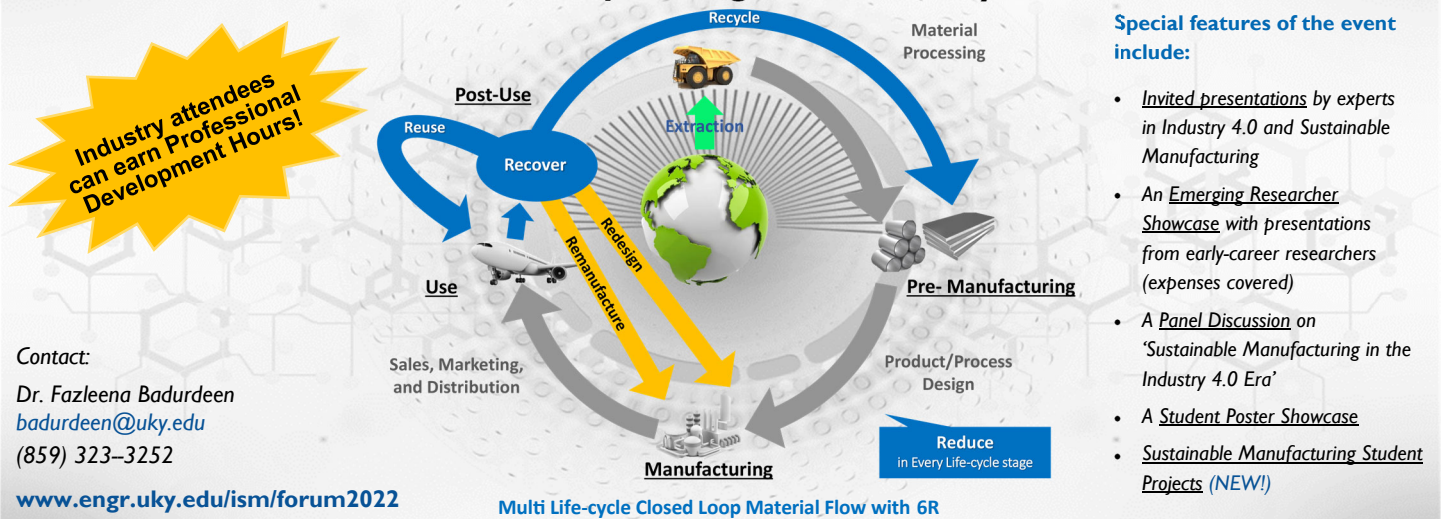 Industry attendees
can earn Professional
Development Hours!
Contact:
Dr. Fazleena Badurdeen
badurdeen@uky.edu
(859) 323–3252
www.engr.uky.edu/ism/forum2022
Recycle
Material
Processing
Post-Use
Reuse
Recover
Extraction
Redesign
Remanufacture
Use
Pre- Manufacturing
Sales, Marketing,
and Distribution
Product/Process
Design
Reduce
in Every Life-cycle stage
Manufacturing
Multi Life-cycle Closed Loop Material Flow with 6R
Special features of the event
include:
• Invited presentations by experts
in Industry 4.0 and Sustainable
Manufacturing
• An Emerging Researcher
Showcase with presentations
from early-career researchers
(expenses covered)
• A Panel Discussion on
‘Sustainable Manufacturing in the
Industry 4.0 Era’
• A Student Poster Showcase
• Sustainable Manufacturing Student
Projects (NEW!)